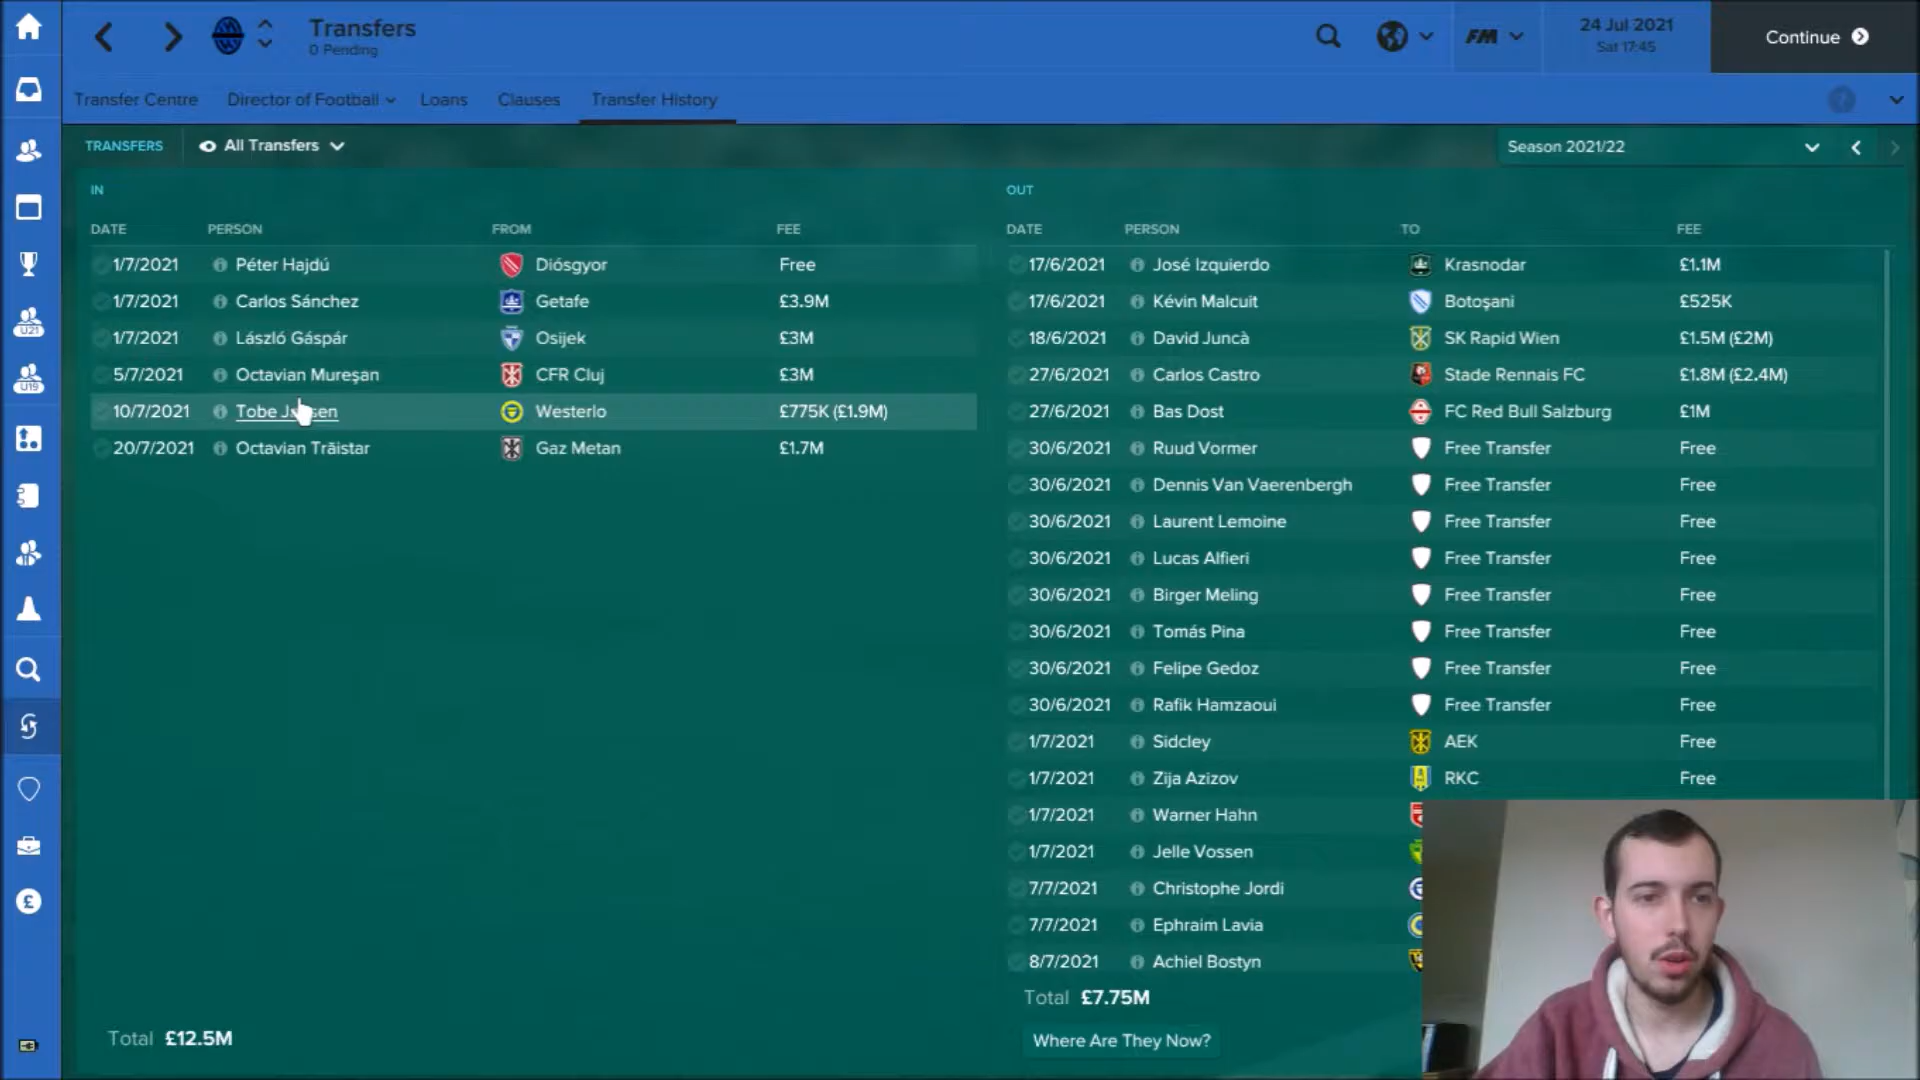 Transfers
0 Pending
FM
24 Jul 2021
Sat 17:45
Continue
Transfer Centre Director of Football Loans Clauses Transfer History
?
TRANSFERS All Transfers
Season 2021/22
IN
DATE PERSON FROM FEE
1/7/2021 Péter Hajdú Diósgyor Free
1/7/2021 Carlos Sánchez Getafe £3.9M
1/7/2021 László Gáspár Osijek £3M
5/7/2021 Octavian Mureşan CFR Cluj £3M
10/7/2021 Tobe Westerlo £775K (£1.9M)
20/7/2021 Octavian Trăistar Gaz Metan £1.7M
Total £12.5M
OUT
DATE PERSON TO FEE
17/6/2021 José Izquierdo Krasnodar £1.1M
17/6/2021 Kévin Malcuit Botoşani £525K
18/6/2021 David Juncà SK Rapid Wien £1.5M (£2M)
27/6/2021 Carlos Castro Stade Rennais FC £1.8M (£2.4M)
27/6/2021 Bas Dost FC Red Bull Salzburg £1M
30/6/2021 Ruud Vormer Free Transfer Free
30/6/2021 Dennis Van Vaerenbergh Free Transfer Free
30/6/2021 Laurent Lemoine Free Transfer Free
30/6/2021 Lucas Alfieri Free Transfer Free
30/6/2021 Birger Meling Free Transfer Free
30/6/2021 Tomás Pina Free Transfer Free
30/6/2021 Felipe Gedoz Free Transfer Free
30/6/2021 Rafik Hamzaoui Free Transfer Free
1/7/2021 Sidcley AEK Free
1/7/2021 Zija Azizov RKC Free
1/7/2021 Warner Hahn
1/7/2021 Jelle Vossen
7/7/2021 Christophe Jordi
7/7/2021 Ephraim Lavia
8/7/2021 Achiel Bostyn
Total £7.75M
Where Are They Now?
U21
U19
£